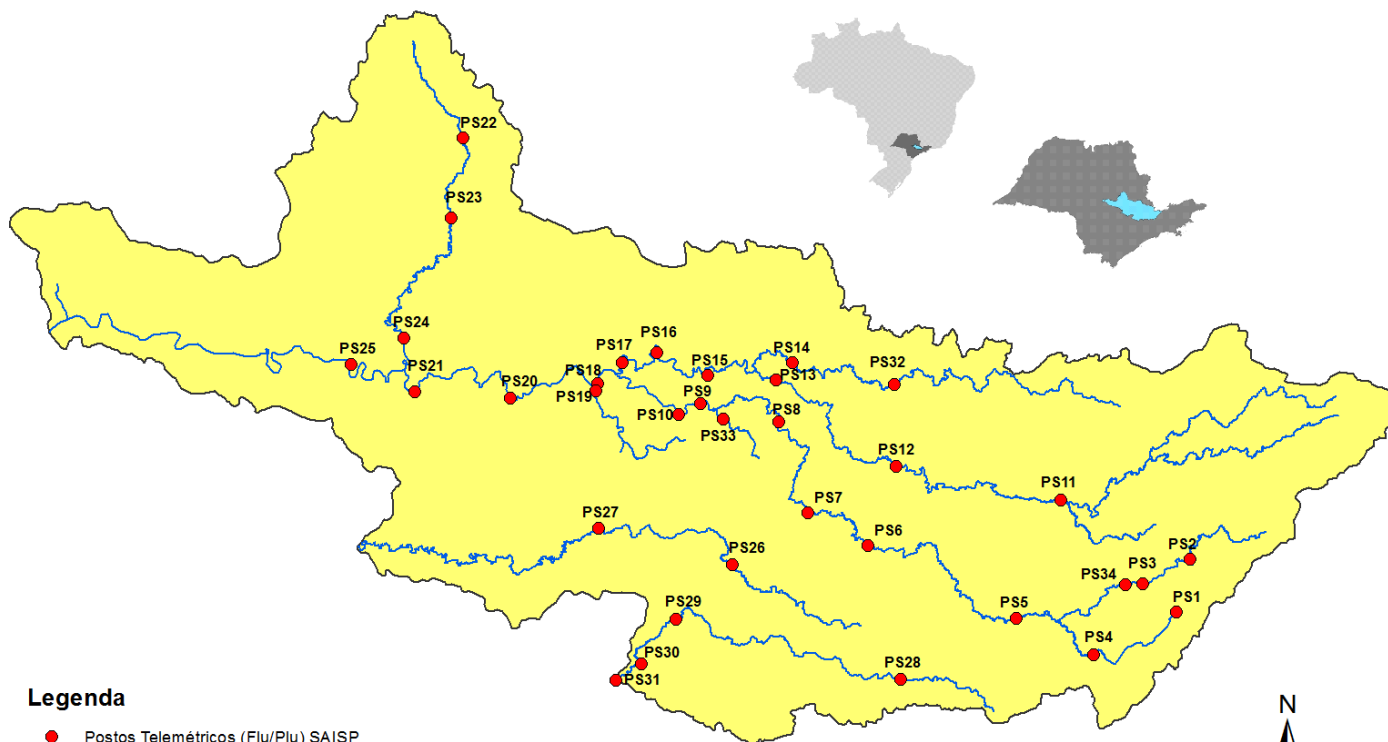 PS22
PS23
PS24
PS25
PS21
PS20
PS18
PS19
PS17
PS16
PS15
PS14
PS13
PS32
PS9
PS10
PS33
PS8
PS12
PS11
PS7
PS6
PS27
PS26
PS2
PS3
PS34
PS1
PS5
PS4
PS29
PS30
PS31
PS28
Legenda
Postos Telemétricos (Flu/Plu) SAISP
N